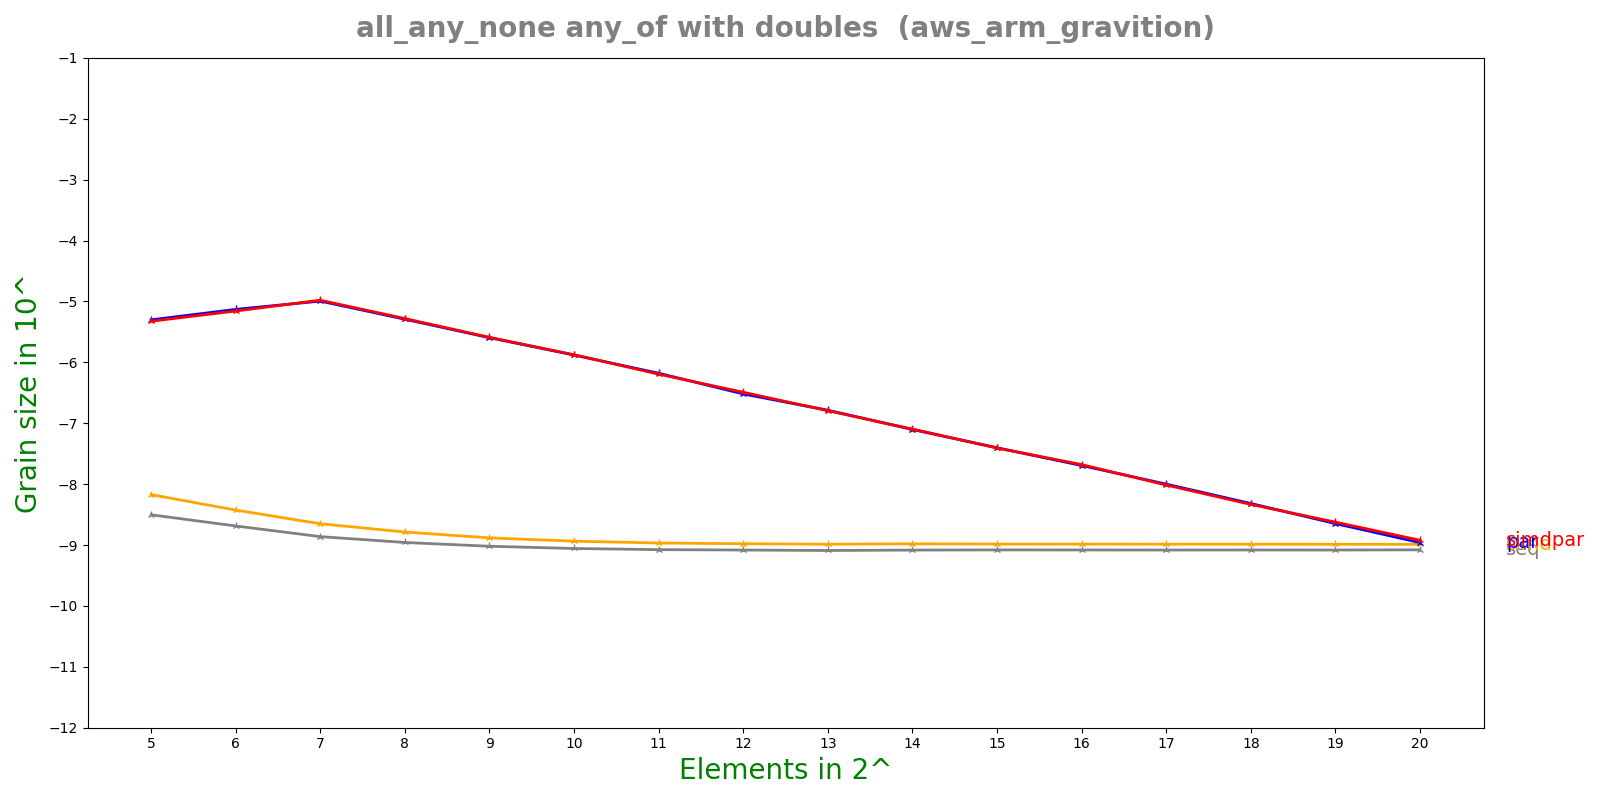 all_any_none any_of with doubles (aws_arm_gravition)
Grain size in 10^
−1
−2
−3
−4
−5
−6
−7
−8
−9
−10
−11
−12
5 6 7 8 9 10 11 12 13 14 15 16 17 18 19 20
Elements in 2^
simdpar
par
seq